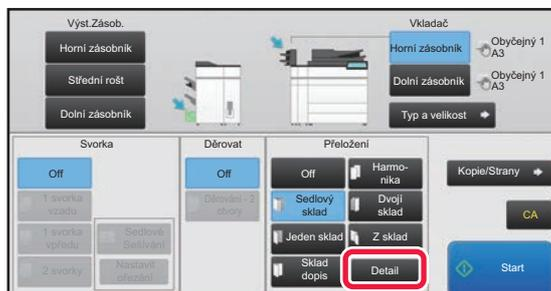 Výst.Zásob.
Vkladač
Horní zásobník
Střední rošt
Dolní zásobník
Horní zásobník
Obyčejný 1
A3
Dolní zásobník
Obyčejný 1
A3
Typ a velikost
Svorka
Děrovat
Přeložení
Off
1 svorka
vzadu
1 svorka
vpředu
2 svorky
Sedlové
Sešívání
Nastavit
ořezání
Off
Děrování - 2
otvory
Off
Harmo-
nika
Sedlový
sklad
Dvojí
sklad
Jeden sklad
Z sklad
Sklad
dopis
Detail
Kopie/Strany
CA
Start